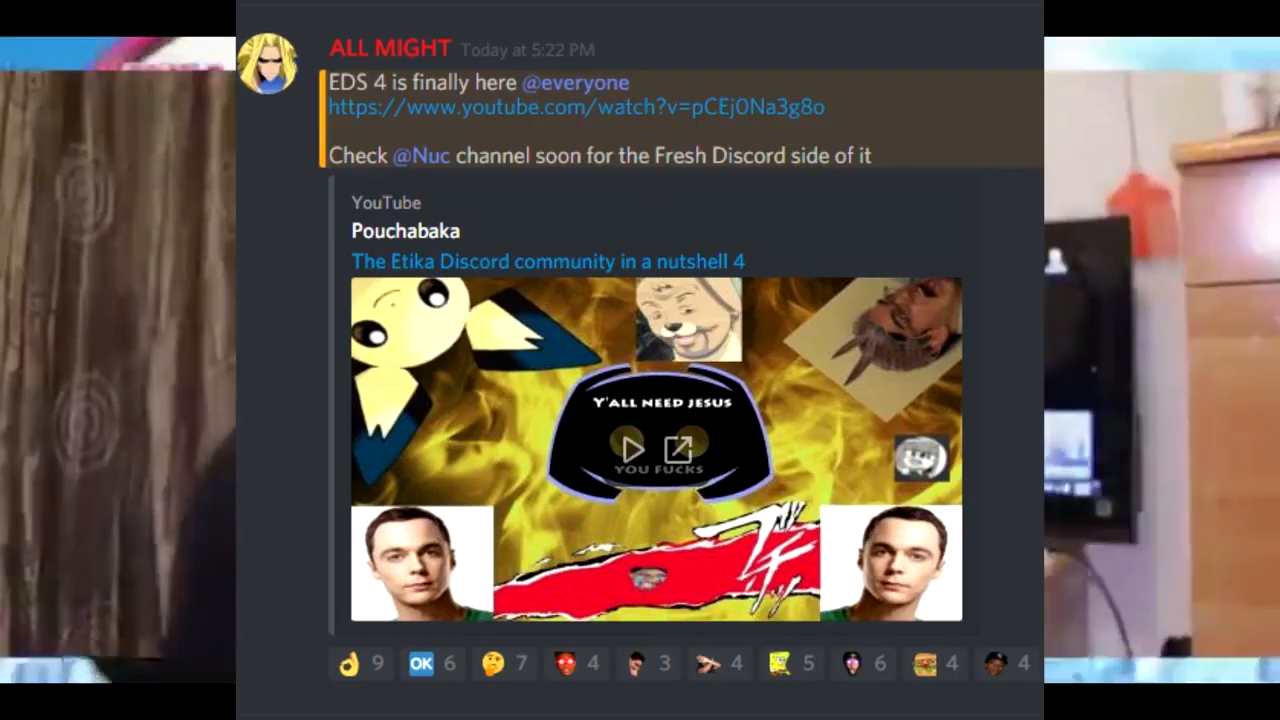 ALL MIGHT Today at 5:22 PM
EDS 4 is finally here @everyone
https://www.youtube.com/watch?v=pCEj0Na3g8o
Check @Nuc channel soon for the Fresh Discord side of it
YouTube
Pouchabaka
The Etika Discord community in a nutshell 4
Y'ALL NEED JESUS
YOU FUCKS
9 OK 6 7 4 3 4 5 6 4 4